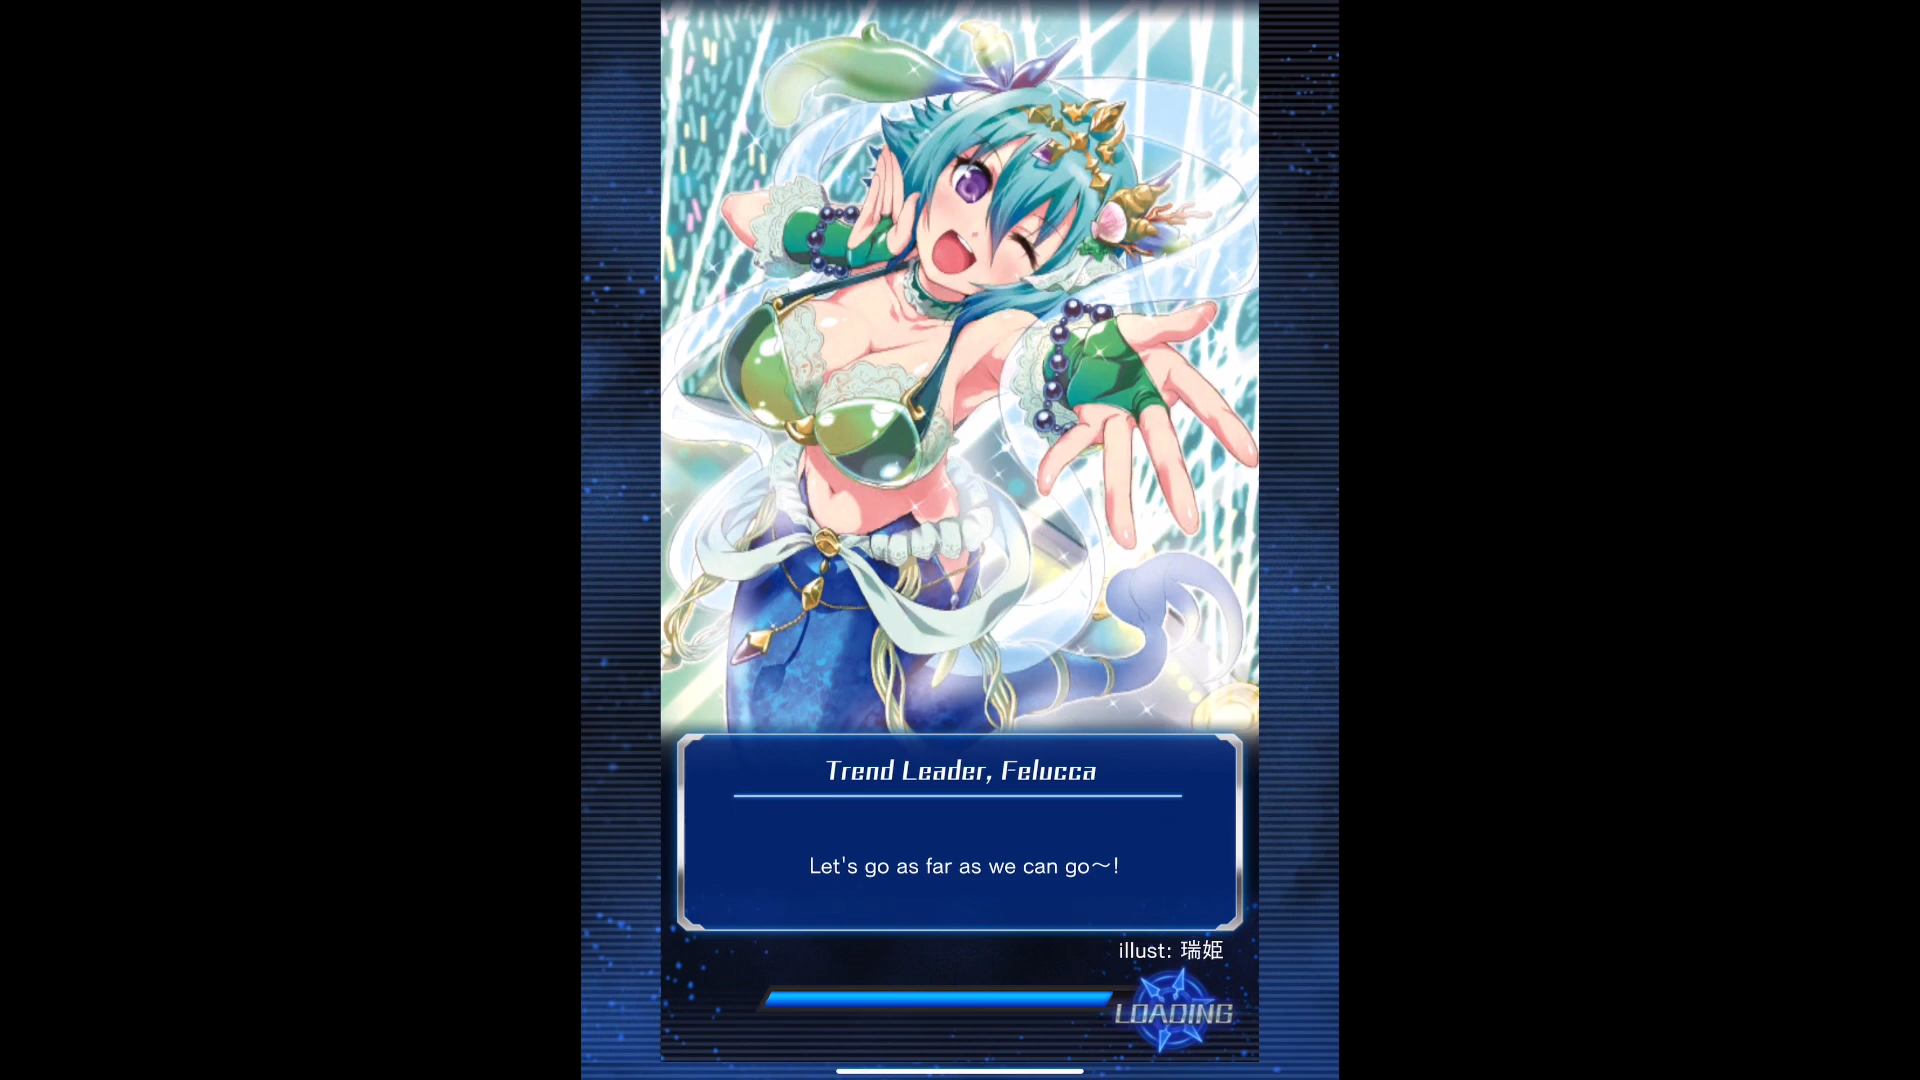 Trend Leader, Felucca
Let's go as far as we can go～!
illust: 瑞姫
LOADING